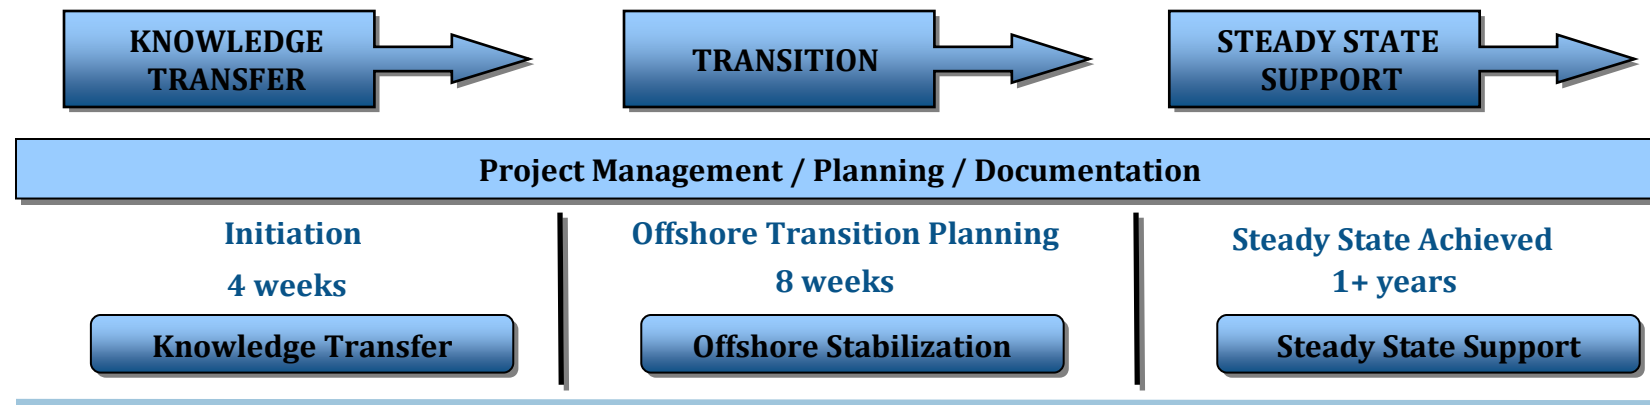 KNOWLEDGE
TRANSFER
TRANSITION
STEADY STATE
SUPPORT
Project Management / Planning / Documentation
Initiation
4 weeks
Knowledge Transfer
Offshore Transition Planning
8 weeks
Offshore Stabilization
Steady State Achieved
1+ years
Steady State Support